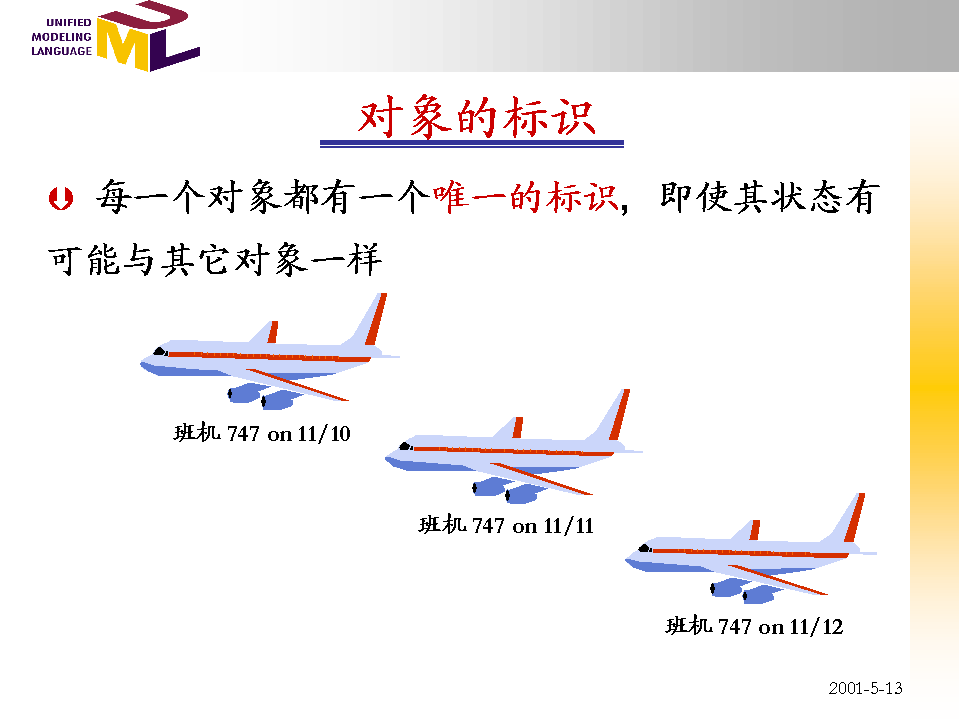 UNIFIED
MODELING
LANGUAGE
UML
对象的标识
每一个对象都有一个唯一的标识，即使其状态有
可能与其它对象一样
班机 747 on 11/10
班机 747 on 11/11
班机 747 on 11/12
2001-5-13